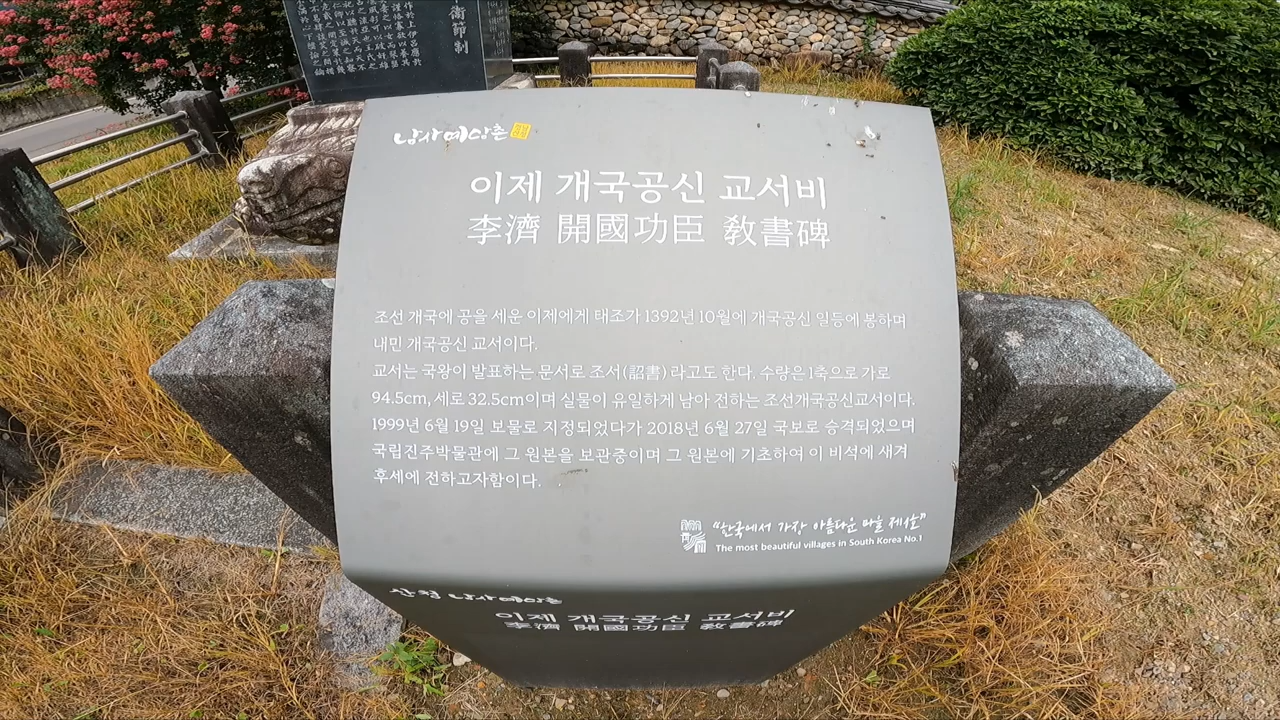 남사예담촌
이제 개국공신 교서비
李濟 開國功臣 敎書碑
조선 개국에 공을 세운 이제에게 태조가 1392년 10월에 개국공신 일등에 봉하며
내민 개국공신 교서이다.
교서는 국왕이 발표하는 문서로 조서(詔書) 라고도 한다. 수량은 1축으로 가로
94.5cm, 세로 32.5cm이며 실물이 유일하게 남아 전하는 조선개국공신교서이다.
1999년 6월 19일 보물로 지정되었다가 2018년 6월 27일 국보로 승격되었으며
국립진주박물관에 그 원본을 보관중이며 그 원본에 기초하여 이 비석에 새겨
후세에 전하고자함이다.
"한국에서 가장 아름다운 마을 제1호"
The most beautiful villages in South Korea No.1
산청 남사예담촌
이제 개국공신 교서비
李濟 開國功臣 敎書碑